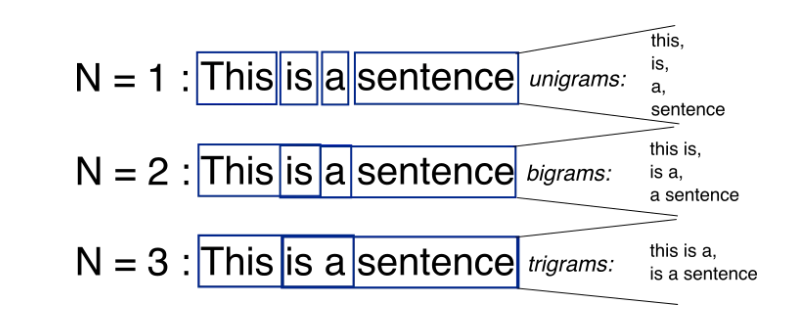 N = 1 : This is a sentence unigrams:
this,
is,
a,
sentence
N = 2 : This is a sentence bigrams:
this is,
is a,
a sentence
N = 3 : This is a sentence trigrams:
this is a,
is a sentence